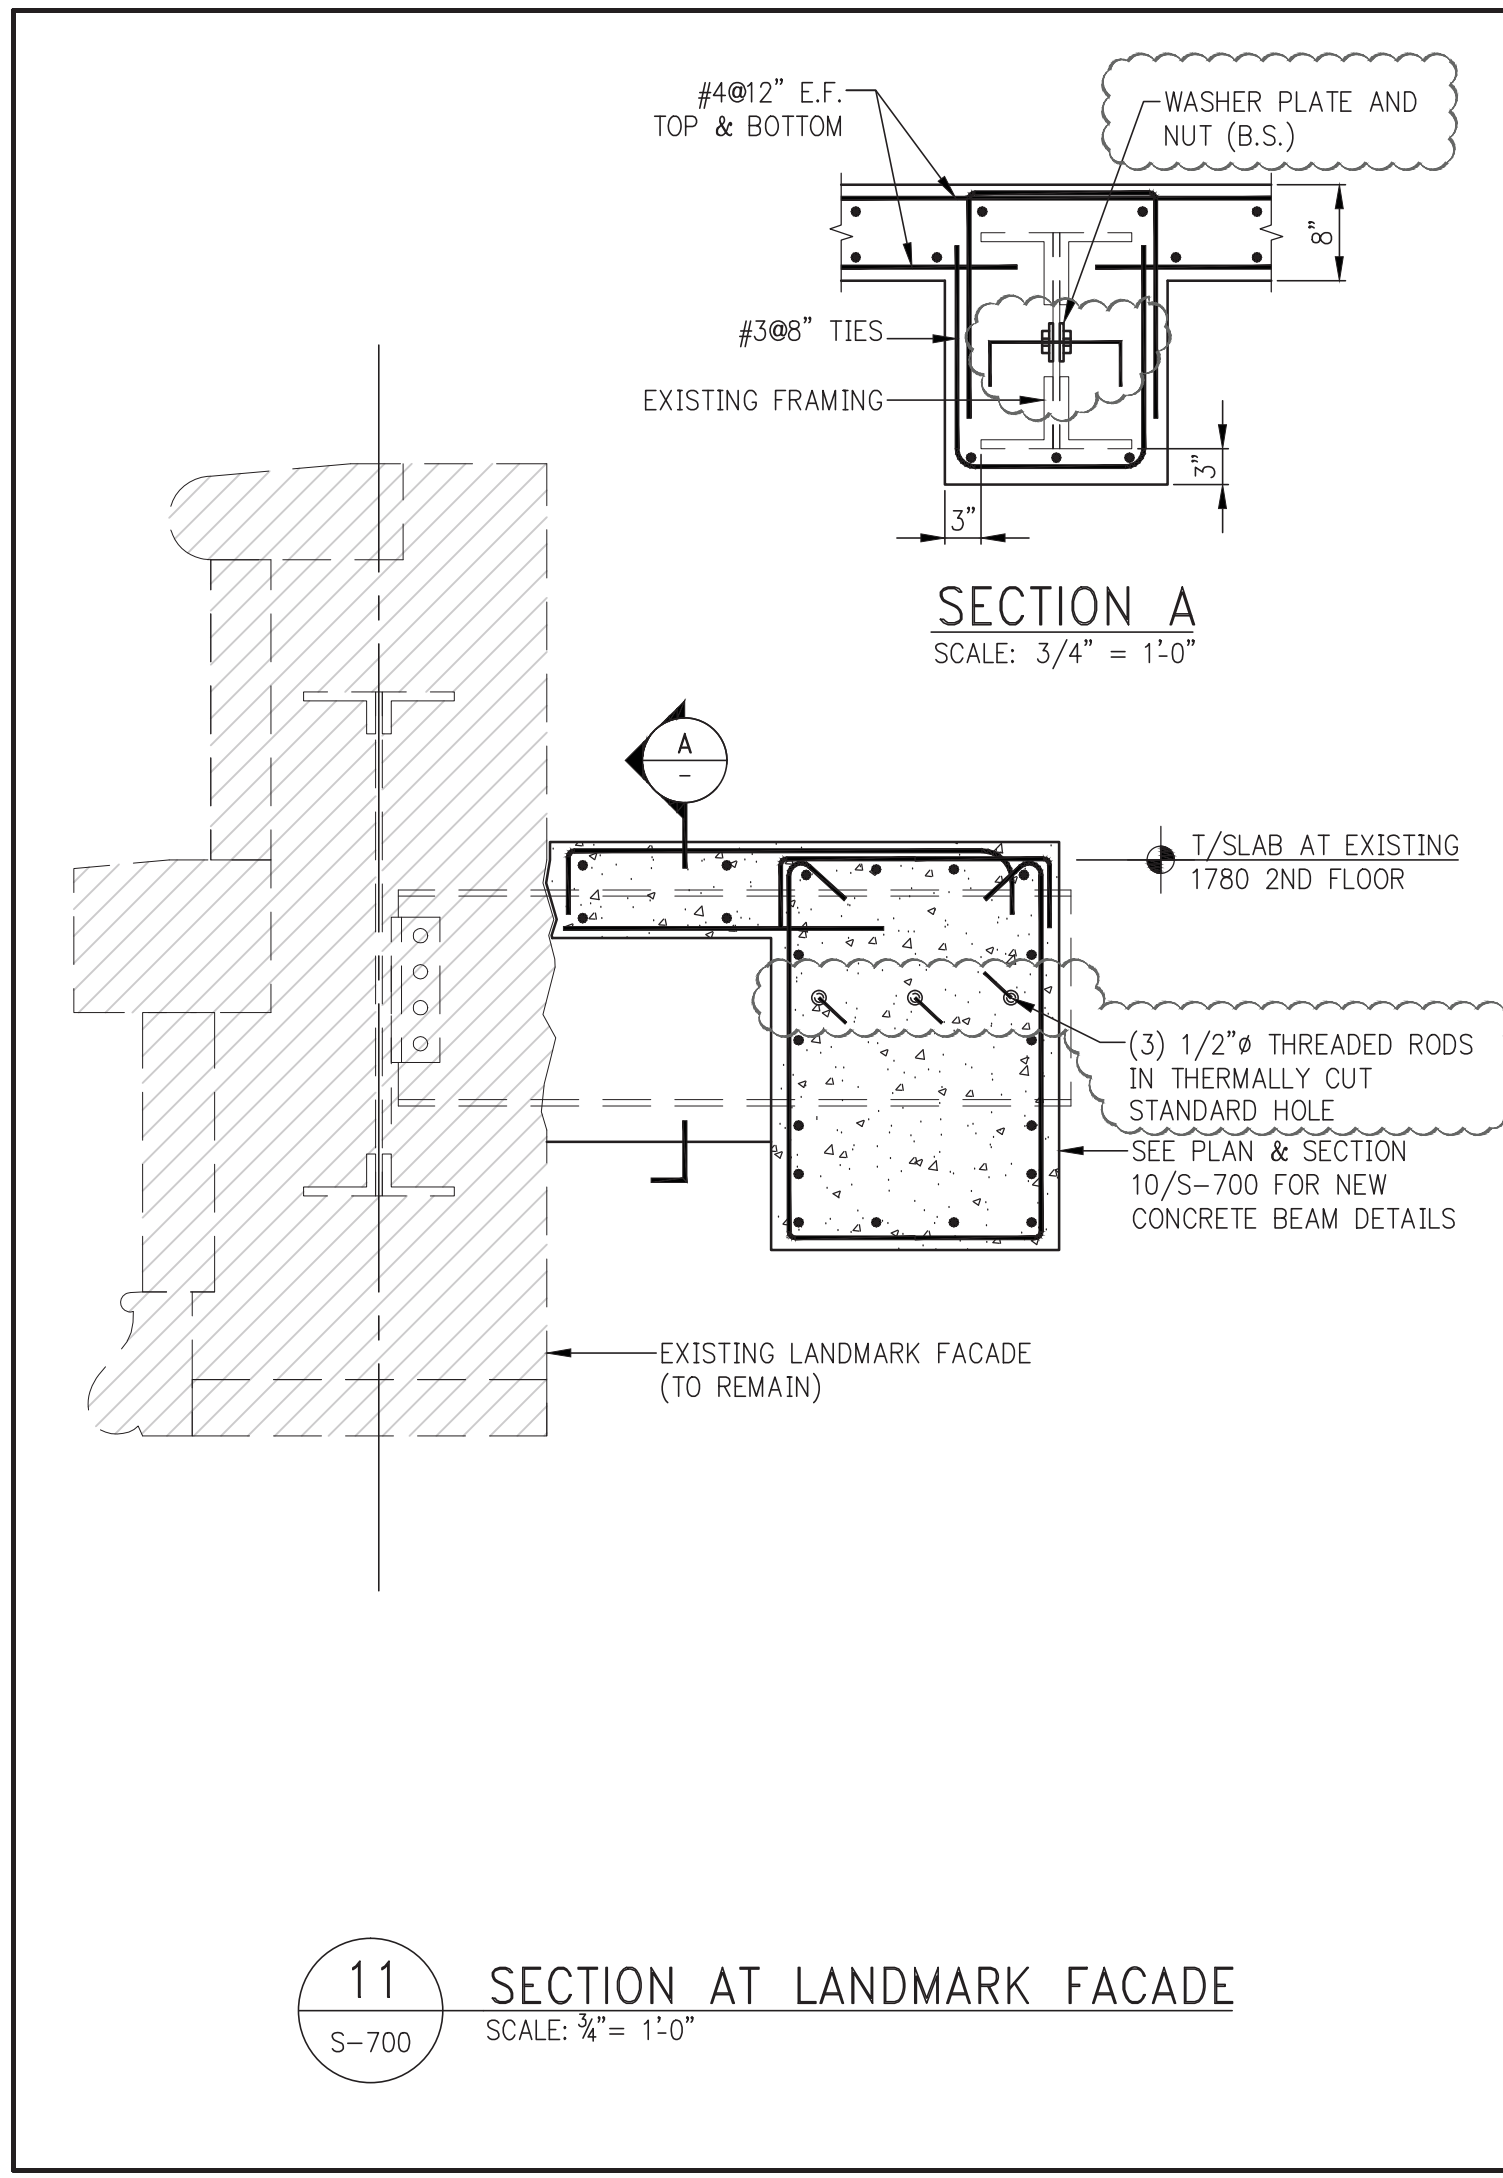 #4@12" E.F.
TOP & BOTTOM
WASHER PLATE AND
NUT (B.S.)
8"
#3@8" TIES
EXISTING FRAMING
3"
3"
SECTION A
SCALE: 3/4" = 1'-0"
A
-
T/SLAB AT EXISTING
1780 2ND FLOOR
(3) 1/2"ø THREADED RODS
IN THERMALLY CUT
STANDARD HOLE
SEE PLAN & SECTION
10/S-700 FOR NEW
CONCRETE BEAM DETAILS
EXISTING LANDMARK FACADE
(TO REMAIN)
11
S-700
SECTION AT LANDMARK FACADE
SCALE: ¾"= 1'-0"